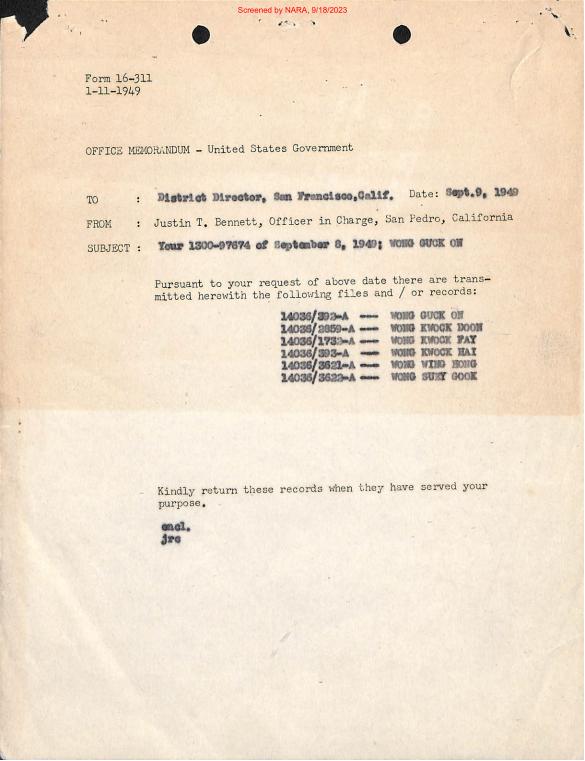 Screened by NARA, 9/18/2023
Form 16-311
1-11-1949
OFFICE MEMORANDUM - United States Government
TO : District Director, San Francisco,Calif. Date: Sept.9, 1949
FROM : Justin T. Bennett, Officer in Charge, San Pedro, California
SUBJECT : Your 1300-97674 of September 8, 1949; WONG GUCK ON
Pursuant to your request of above date there are trans-
mitted herewith the following files and / or records:
14036/392-A --- WONG GUCK ON
14036/2859-A --- WONG KWOCK DOON
14036/1732-A --- WONG KWOCK FAY
14036/393-A --- WONG KWOCK HAI
14036/3621-A --- WONG WING HONG
14036/3622-A --- WONG SUEY GOOK
Kindly return these records when they have served your
purpose.
encl.
jrc